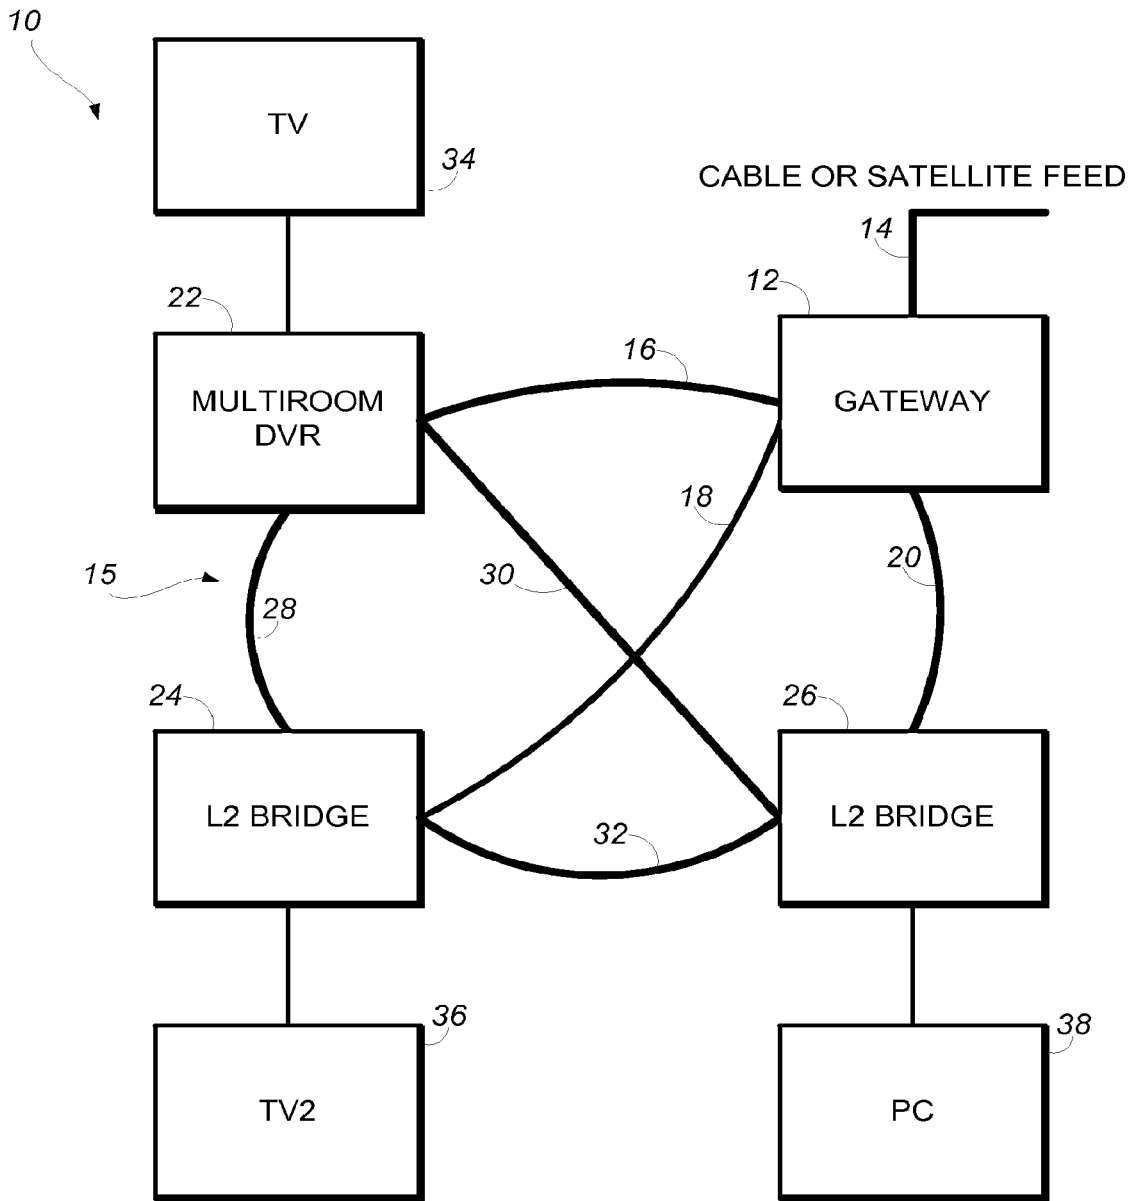 10
TV
34
CABLE OR SATELLITE FEED
14
22
12
16
MULTIROOM
DVR
GATEWAY
18
15
30
20
28
24
26
L2 BRIDGE
32
L2 BRIDGE
36
38
TV2
PC